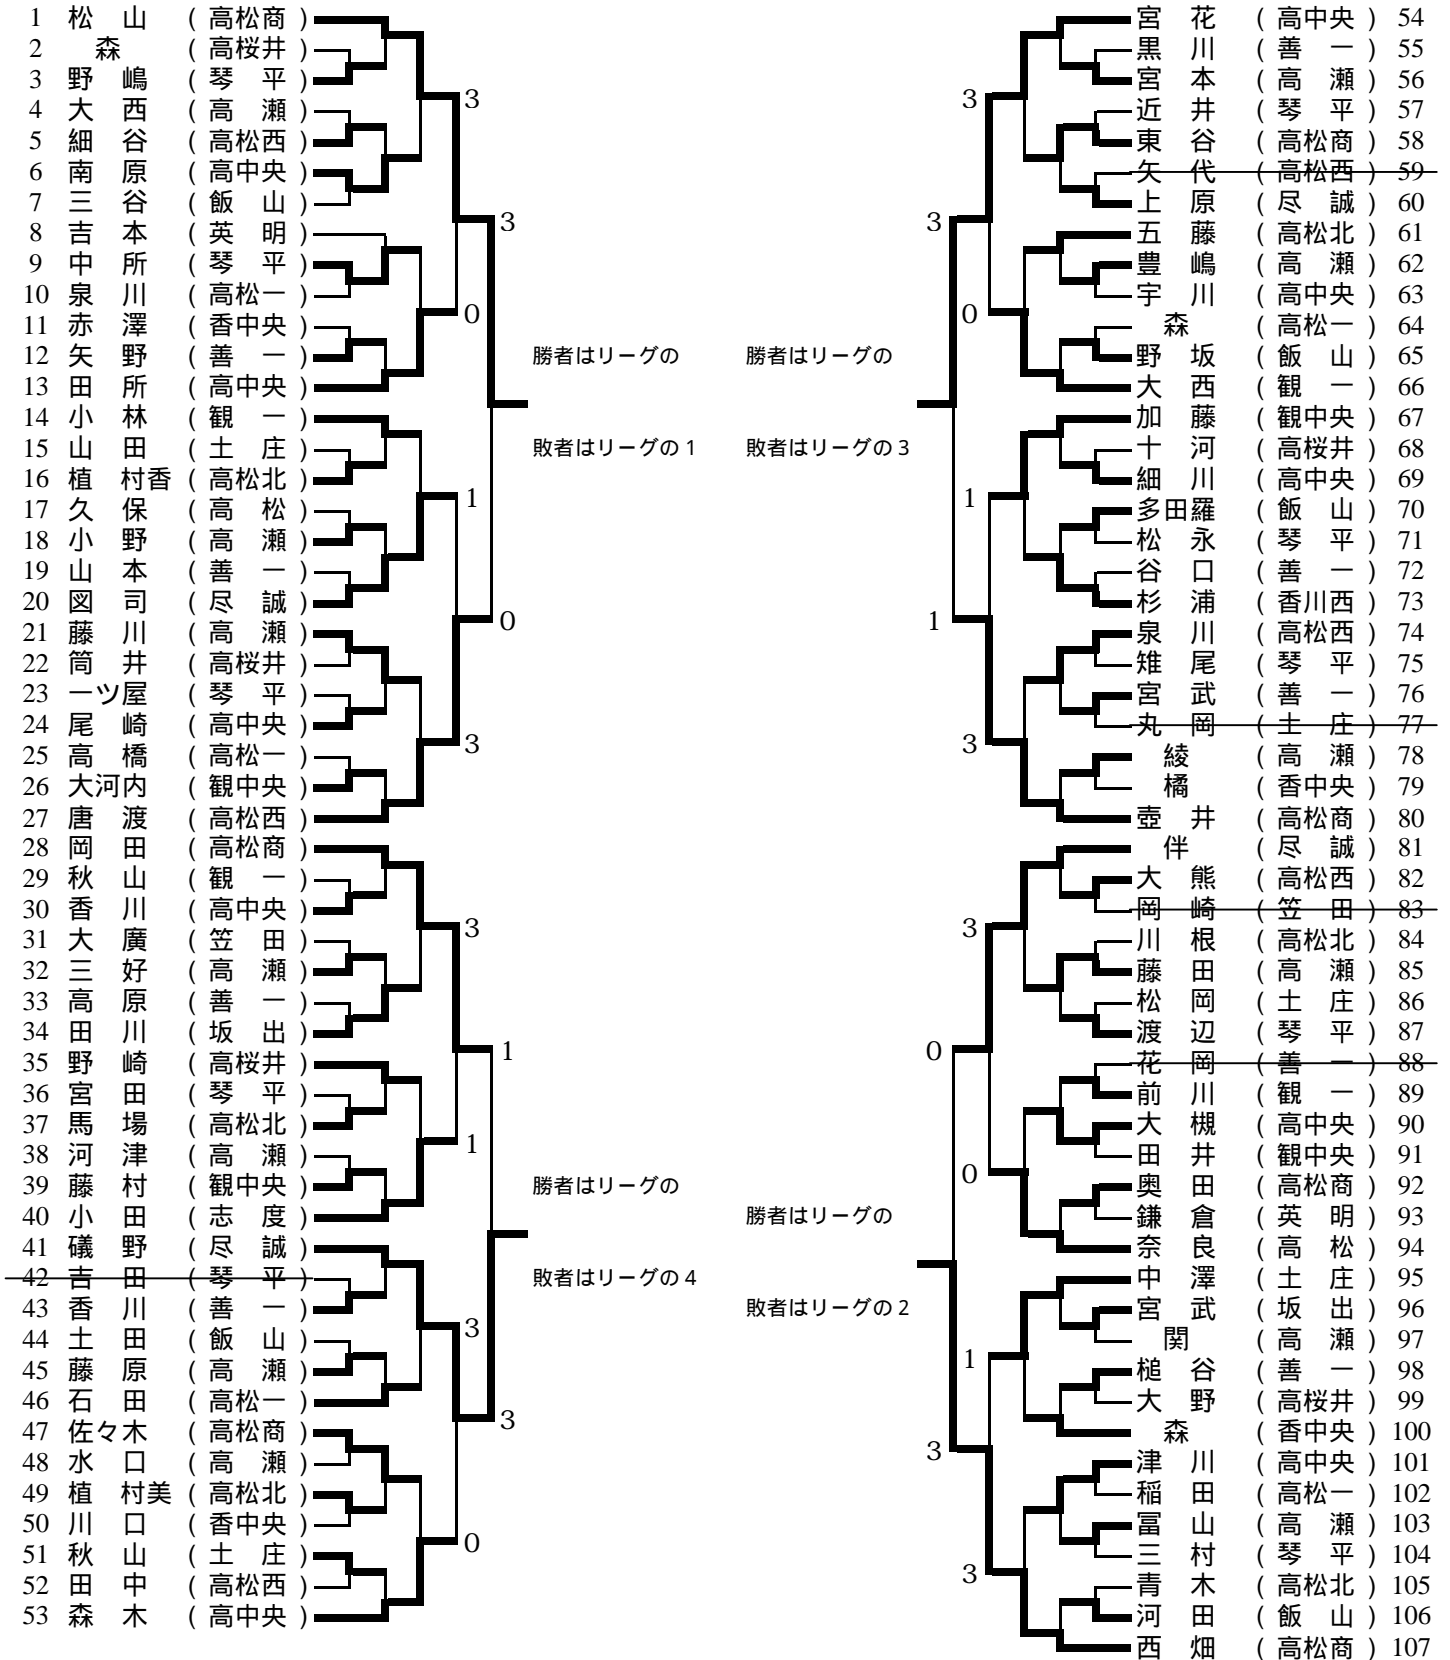 1 松 山 ( 高松商 )
2 森 ( 高桜井 )
3 野 嶋 ( 琴 平 )
4 大 西 ( 高 瀬 )
5 細 谷 ( 高松西 )
6 南 原 ( 高中央 )
7 三 谷 ( 飯 山 )
8 吉 本 ( 英 明 )
9 中 所 ( 琴 平 )
10 泉 川 ( 高松一 )
11 赤 澤 ( 香中央 )
12 矢 野 ( 善 一 )
13 田 所 ( 高中央 )
14 小 林 ( 観 一 )
15 山 田 ( 土 庄 )
16 植 村香 ( 高松北 )
17 久 保 ( 高 松 )
18 小 野 ( 高 瀬 )
19 山 本 ( 善 一 )
20 図 司 ( 尽 誠 )
21 藤 川 ( 高 瀬 )
22 筒 井 ( 高桜井 )
23 一ツ屋 ( 琴 平 )
24 尾 崎 ( 高中央 )
25 高 橋 ( 高松一 )
26 大河内 ( 観中央 )
27 唐 渡 ( 高松西 )
28 岡 田 ( 高松商 )
29 秋 山 ( 観 一 )
30 香 川 ( 高中央 )
31 大 廣 ( 笠 田 )
32 三 好 ( 高 瀬 )
33 高 原 ( 善 一 )
34 田 川 ( 坂 出 )
35 野 崎 ( 高桜井 )
36 宮 田 ( 琴 平 )
37 馬 場 ( 高松北 )
38 河 津 ( 高 瀬 )
39 藤 村 ( 観中央 )
40 小 田 ( 志 度 )
41 礒 野 ( 尽 誠 )
42 吉 田 ( 琴 平 )
43 香 川 ( 善 一 )
44 土 田 ( 飯 山 )
45 藤 原 ( 高 瀬 )
46 石 田 ( 高松一 )
47 佐々木 ( 高松商 )
48 水 口 ( 高 瀬 )
49 植 村美 ( 高松北 )
50 川 口 ( 香中央 )
51 秋 山 ( 土 庄 )
52 田 中 ( 高松西 )
53 森 木 ( 高中央 )
3
3
0
1
0
3
3
1
1
3
3
0
勝者はリーグの
敗者はリーグの1
勝者はリーグの
敗者はリーグの4
勝者はリーグの
敗者はリーグの3
勝者はリーグの
敗者はリーグの2
3
3
0
1
1
3
3
0
0
1
3
3
宮 花 ( 高中央 ) 54
黒 川 ( 善 一 ) 55
宮 本 ( 高 瀬 ) 56
近 井 ( 琴 平 ) 57
東 谷 ( 高松商 ) 58
矢 代 ( 高松西 ) 59
上 原 ( 尽 誠 ) 60
五 藤 ( 高松北 ) 61
豊 嶋 ( 高 瀬 ) 62
宇 川 ( 高中央 ) 63
森 ( 高松一 ) 64
野 坂 ( 飯 山 ) 65
大 西 ( 観 一 ) 66
加 藤 ( 観中央 ) 67
十 河 ( 高桜井 ) 68
細 川 ( 高中央 ) 69
多田羅 ( 飯 山 ) 70
松 永 ( 琴 平 ) 71
谷 口 ( 善 一 ) 72
杉 浦 ( 香川西 ) 73
泉 川 ( 高松西 ) 74
雉 尾 ( 琴 平 ) 75
宮 武 ( 善 一 ) 76
丸 岡 ( 土 庄 ) 77
綾 ( 高 瀬 ) 78
橘 ( 香中央 ) 79
壺 井 ( 高松商 ) 80
伴 ( 尽 誠 ) 81
大 熊 ( 高松西 ) 82
岡 崎 ( 笠 田 ) 83
川 根 ( 高松北 ) 84
藤 田 ( 高 瀬 ) 85
松 岡 ( 土 庄 ) 86
渡 辺 ( 琴 平 ) 87
花 岡 ( 善 一 ) 88
前 川 ( 観 一 ) 89
大 槻 ( 高中央 ) 90
田 井 ( 観中央 ) 91
奥 田 ( 高松商 ) 92
鎌 倉 ( 英 明 ) 93
奈 良 ( 高 松 ) 94
中 澤 ( 土 庄 ) 95
宮 武 ( 坂 出 ) 96
関 ( 高 瀬 ) 97
槌 谷 ( 善 一 ) 98
大 野 ( 高桜井 ) 99
森 ( 香中央 ) 100
津 川 ( 高中央 ) 101
稲 田 ( 高松一 ) 102
冨 山 ( 高 瀬 ) 103
三 村 ( 琴 平 ) 104
青 木 ( 高松北 ) 105
河 田 ( 飯 山 ) 106
西 畑 ( 高松商 ) 107